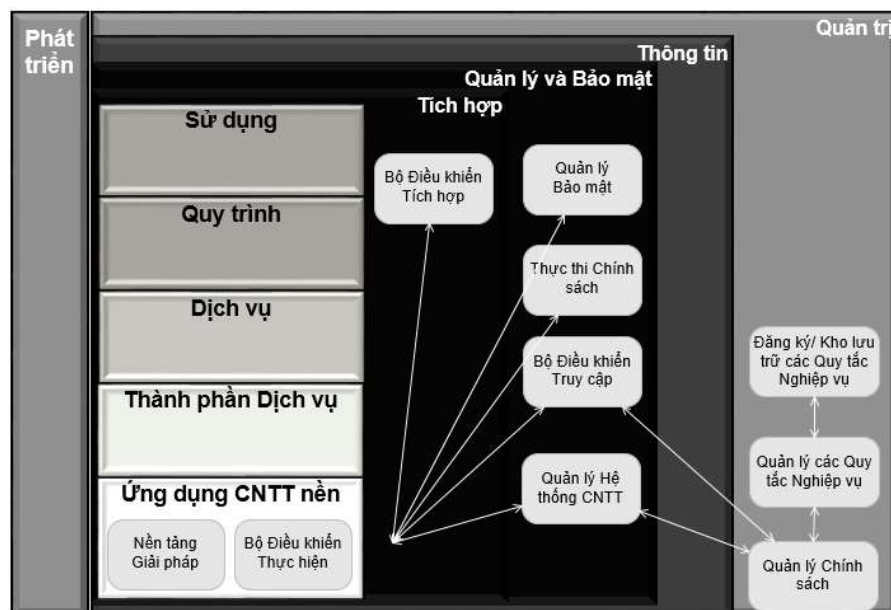 Phát
triển
Quản trị
Thông tin
Quản lý và Bảo mật
Tích hợp
Sử dụng
Quy trình
Dịch vụ
Thành phần Dịch vụ
Ứng dụng CNTT nền
Nền tảng
Giải pháp
Bộ Điều khiển
Thực hiện
Bộ Điều khiển
Tích hợp
Quản lý
Bảo mật
Thực thi Chính
sách
Bộ Điều khiển
Truy cập
Quản lý Hệ
thống CNTT
Đăng ký/ Kho lưu
trữ các Quy tắc
Nghiệp vụ
Quản lý các Quy
tắc Nghiệp vụ
Quản lý Chính
sách